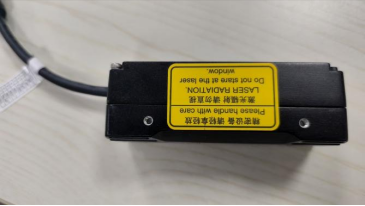 精密设备 请轻拿轻放
Please handle with care
激光辐射 请勿直视
LASER RADIATION.
Do not stare at the laser
window.